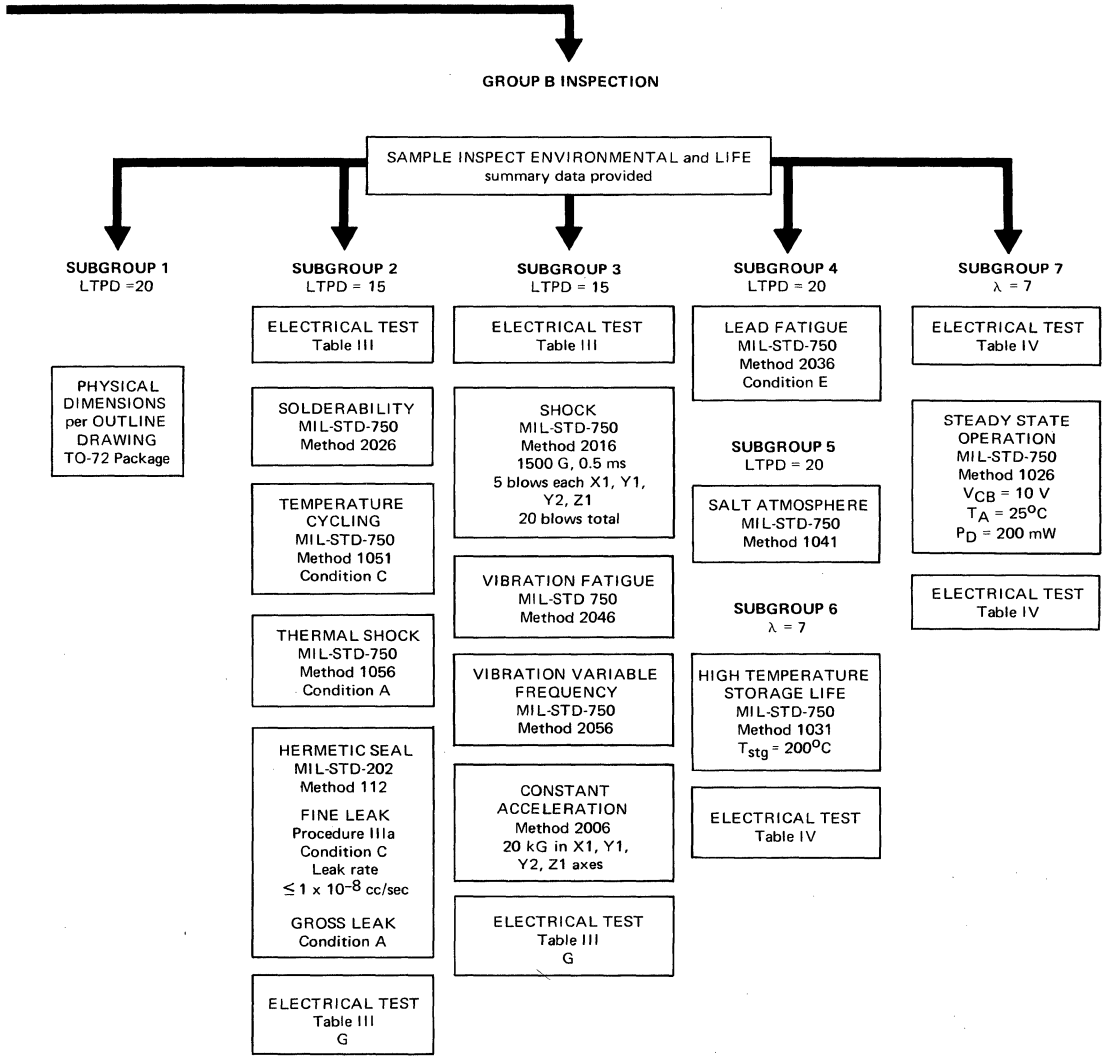 GROUP B INSPECTION
SAMPLE INSPECT ENVIRONMENTAL and LIFE
summary data provided
SUBGROUP 1
LTPD =20
PHYSICAL
DIMENSIONS
per OUTLINE
DRAWING
TO-72 Package
SUBGROUP 2
LTPD = 15
ELECTRICAL TEST
Table III
SOLDERABILITY
MIL-STD-750
Method 2026
TEMPERATURE
CYCLING
MIL-STD-750
Method 1051
Condition C
THERMAL SHOCK
MIL-STD-750
Method 1056
Condition A
HERMETIC SEAL
MIL-STD-202
Method 112
FINE LEAK
Procedure IIIa
Condition C
Leak rate
≤ 1 x 10⁻⁸ cc/sec
GROSS LEAK
Condition A
ELECTRICAL TEST
Table III
G
SUBGROUP 3
LTPD = 15
ELECTRICAL TEST
Table III
SHOCK
MIL-STD-750
Method 2016
1500 G, 0.5 ms
5 blows each X1, Y1,
Y2, Z1
20 blows total
VIBRATION FATIGUE
MIL-STD 750
Method 2046
VIBRATION VARIABLE
FREQUENCY
MIL-STD-750
Method 2056
CONSTANT
ACCELERATION
Method 2006
20 kG in X1, Y1,
Y2, Z1 axes
ELECTRICAL TEST
Table III
G
SUBGROUP 4
LTPD = 20
LEAD FATIGUE
MIL-STD-750
Method 2036
Condition E
SUBGROUP 5
LTPD = 20
SALT ATMOSPHERE
MIL-STD-750
Method 1041
SUBGROUP 6
λ = 7
HIGH TEMPERATURE
STORAGE LIFE
MIL-STD-750
Method 1031
Tstg = 200°C
ELECTRICAL TEST
Table IV
SUBGROUP 7
λ = 7
ELECTRICAL TEST
Table IV
STEADY STATE
OPERATION
MIL-STD-750
Method 1026
VCB = 10 V
TA = 25°C
PD = 200 mW
ELECTRICAL TEST
Table IV